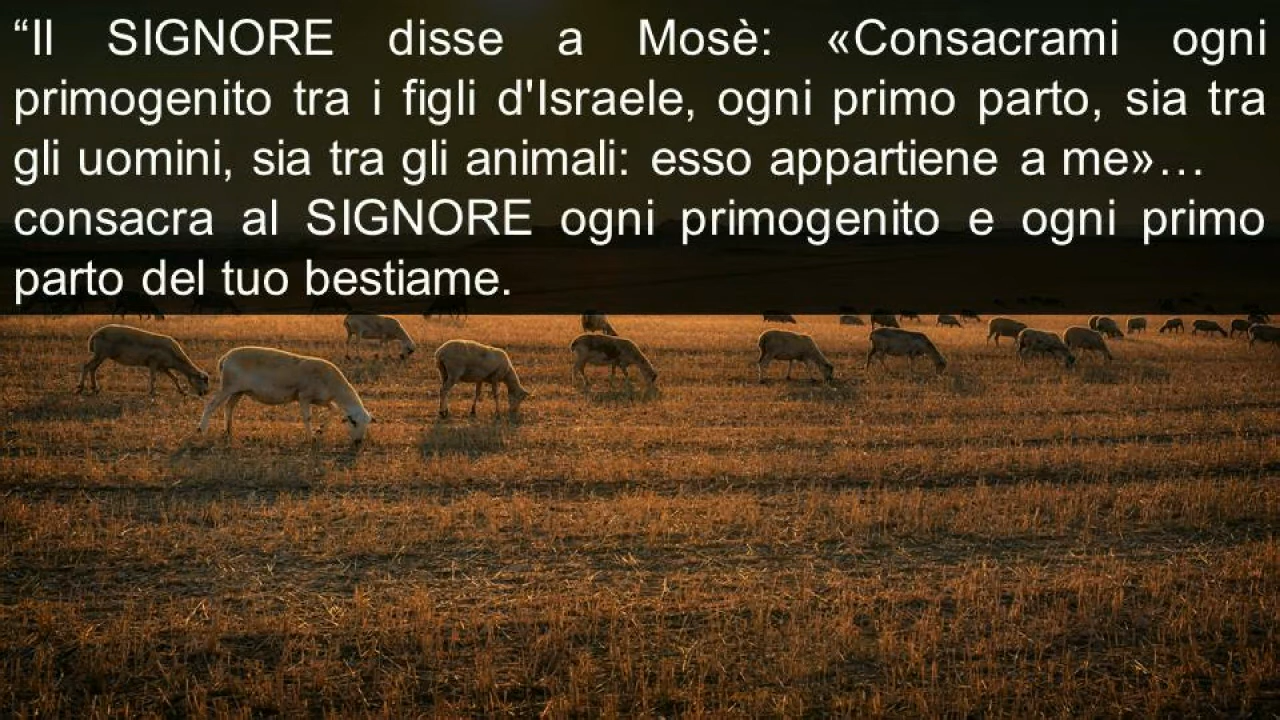 “Il SIGNORE disse a Mosè: «Consacrami ogni
primogenito tra i figli d'Israele, ogni primo parto, sia tra
gli uomini, sia tra gli animali: esso appartiene a me»…
consacra al SIGNORE ogni primogenito e ogni primo
parto del tuo bestiame.